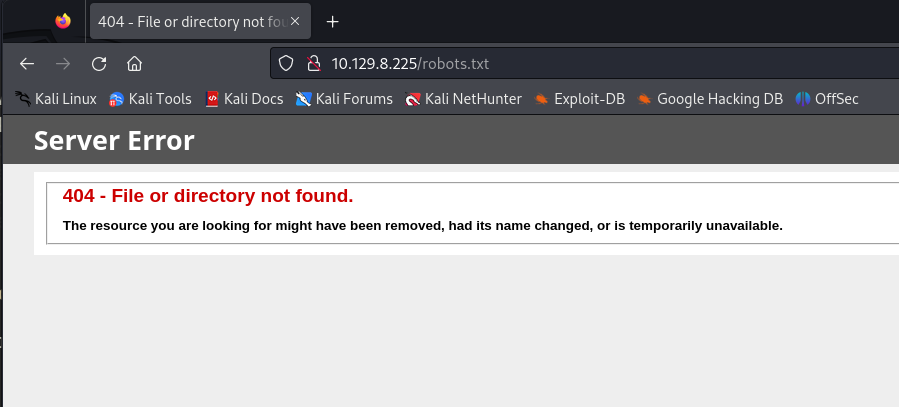 404 - File or directory not fou
10.129.8.225/robots.txt
Kali Linux Kali Tools Kali Docs Kali Forums Kali NetHunter Exploit-DB Google Hacking DB OffSec
Server Error
404 - File or directory not found.
The resource you are looking for might have been removed, had its name changed, or is temporarily unavailable.